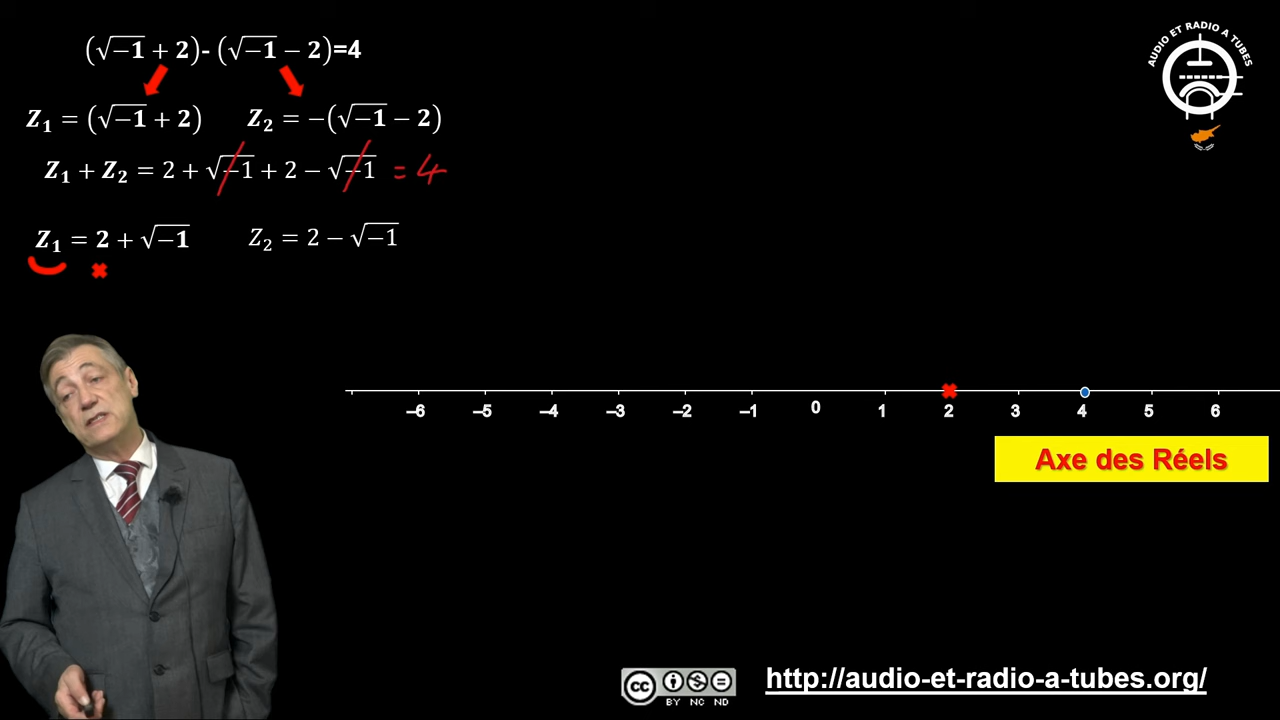 (√−1 + 2)- (√−1 − 2)=4
Z₁ = (√−1 + 2) Z₂ = −(√−1 − 2)
Z₁ + Z₂ = 2 + √−1 + 2 − √−1 = 4
Z₁ = 2 + √−1 Z₂ = 2 − √−1
AUDIO ET RADIO A TUBES
–6 –5 –4 –3 –2 –1 0 1 2 3 4 5 6
Axe des Réels
cc BY NC ND
http://audio-et-radio-a-tubes.org/